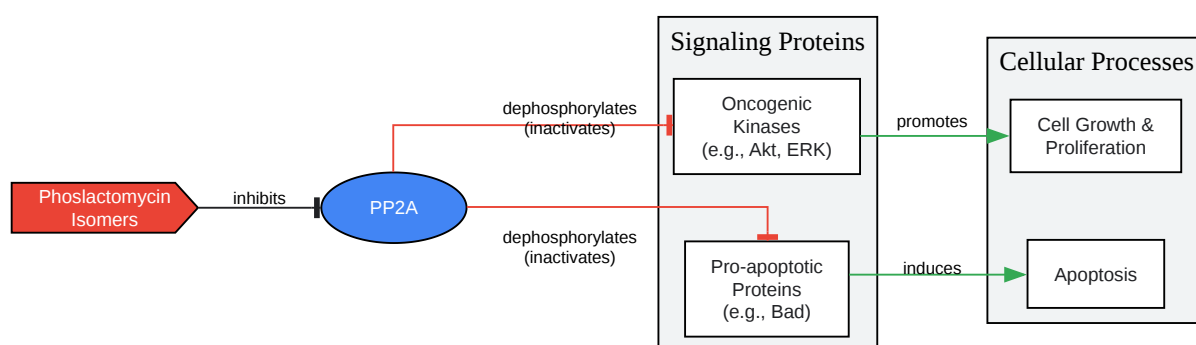 Phoslactomycin
Isomers
inhibits
PP2A
dephosphorylates
(inactivates)
dephosphorylates
(inactivates)
Signaling Proteins
Oncogenic
Kinases
(e.g., Akt, ERK)
Pro-apoptotic
Proteins
(e.g., Bad)
promotes
induces
Cellular Processes
Cell Growth &
Proliferation
Apoptosis